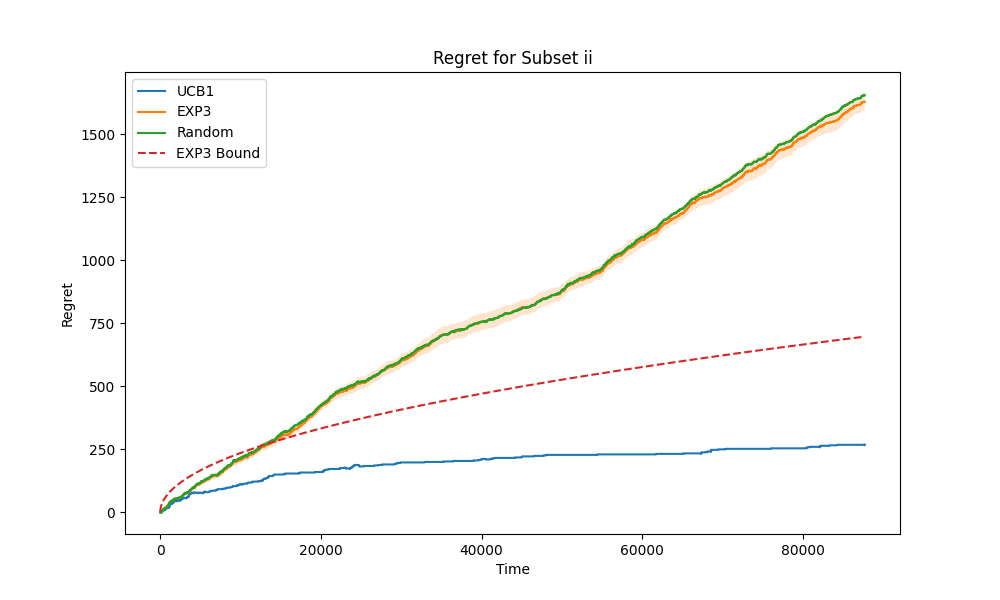 Regret for Subset ii
UCB1
EXP3
Random
EXP3 Bound
Regret
1500
1250
1000
750
500
250
0
0 20000 40000 60000 80000
Time